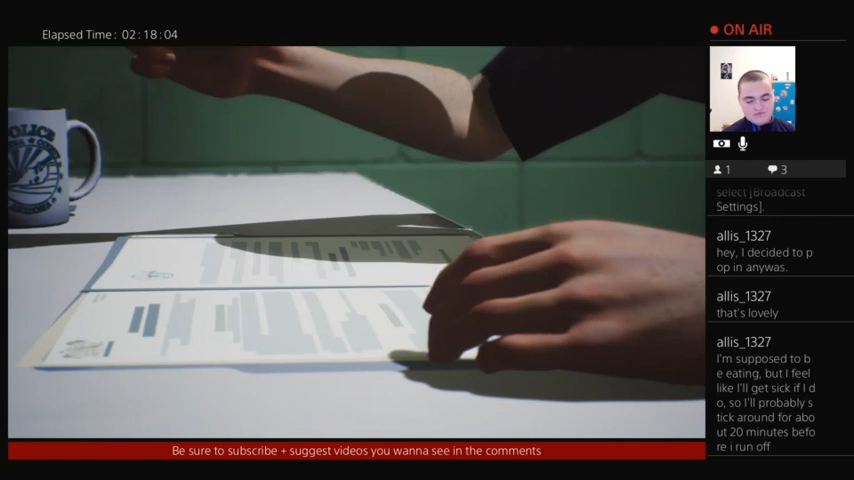 Elapsed Time: 02:18:04
ON AIR
1
3
select [Broadcast
Settings].
allis_1327
hey, I decided to p
op in anywas.
allis_1327
that's lovely
allis_1327
I'm supposed to b
e eating, but I feel
like I'll get sick if I d
o, so I'll probably s
tick around for abo
ut 20 minutes befo
re i run off
POLICE
Be sure to subscribe + suggest videos you wanna see in the comments